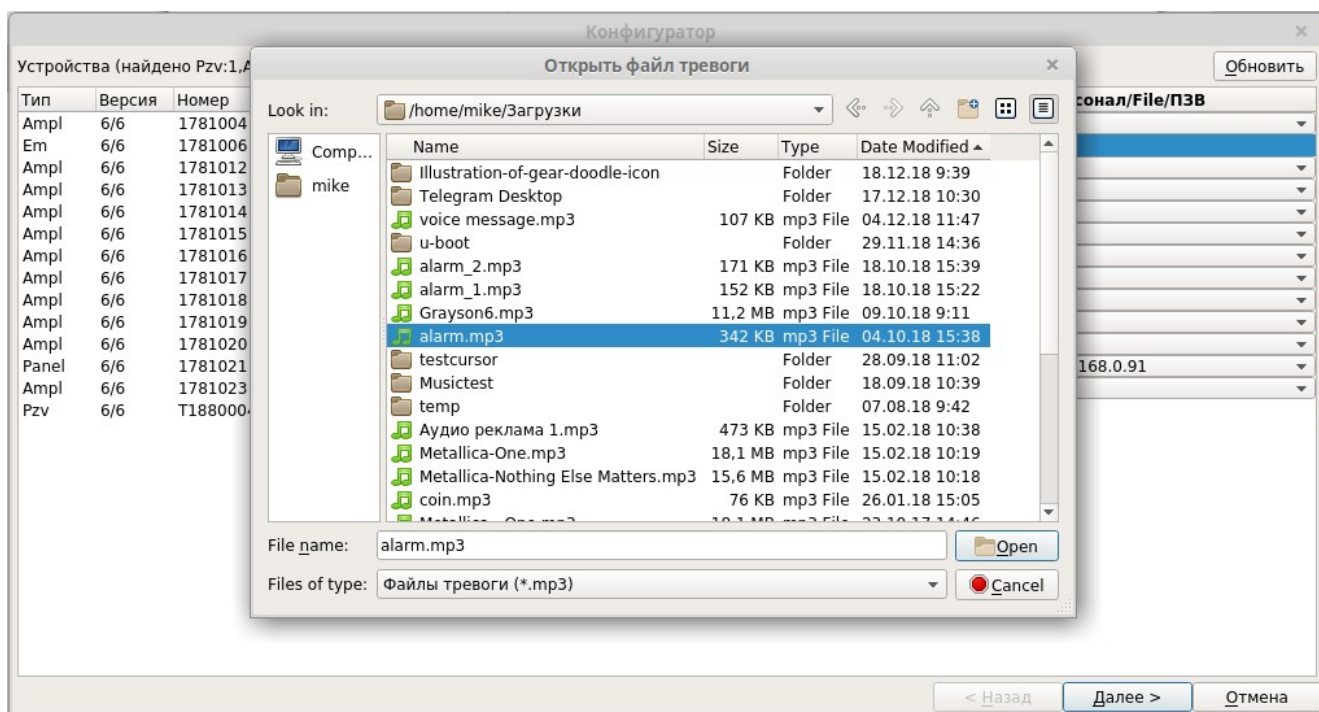 Конфигуратор
Устройства (найдено Pzv:1,A
Обновить
Тип Версия Номер сонал/File/ПЗВ
Ampl 6/6 1781004
Em 6/6 1781006
Ampl 6/6 1781012
Ampl 6/6 1781013
Ampl 6/6 1781014
Ampl 6/6 1781015
Ampl 6/6 1781016
Ampl 6/6 1781017
Ampl 6/6 1781018
Ampl 6/6 1781019
Ampl 6/6 1781020
Panel 6/6 1781021 168.0.91
Ampl 6/6 1781023
Pzv 6/6 T188000
Открыть файл тревоги
Look in: /home/mike/Загрузки
Comp...
mike
Name Size Type Date Modified
Illustration-of-gear-doodle-icon Folder 18.12.18 9:39
Telegram Desktop Folder 17.12.18 10:30
voice message.mp3 107 KB mp3 File 04.12.18 11:47
u-boot Folder 29.11.18 14:36
alarm_2.mp3 171 KB mp3 File 18.10.18 15:39
alarm_1.mp3 152 KB mp3 File 18.10.18 15:22
Grayson6.mp3 11,2 MB mp3 File 09.10.18 9:11
alarm.mp3 342 KB mp3 File 04.10.18 15:38
testcursor Folder 28.09.18 11:02
Musictest Folder 18.09.18 10:39
temp Folder 07.08.18 9:42
Аудио реклама 1.mp3 473 KB mp3 File 15.02.18 10:38
Metallica-One.mp3 18,1 MB mp3 File 15.02.18 10:19
Metallica-Nothing Else Matters.mp3 15,6 MB mp3 File 15.02.18 10:18
coin.mp3 76 KB mp3 File 26.01.18 15:05
File name: alarm.mp3
Open
Files of type: Файлы тревоги (*.mp3)
Cancel
< Назад Далее > Отмена